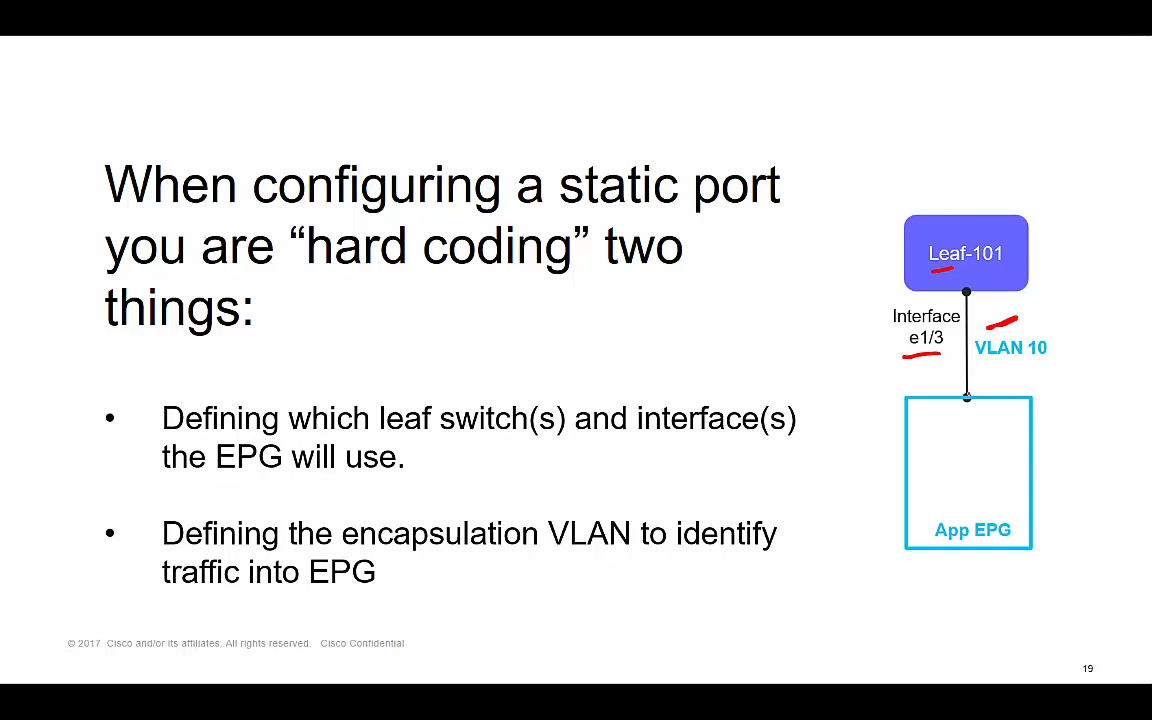 When configuring a static port
you are “hard coding” two
things:
• Defining which leaf switch(s) and interface(s)
the EPG will use.
• Defining the encapsulation VLAN to identify
traffic into EPG
Leaf-101
Interface
e1/3
VLAN 10
App EPG
© 2017 Cisco and/or its affiliates. All rights reserved. Cisco Confidential
19